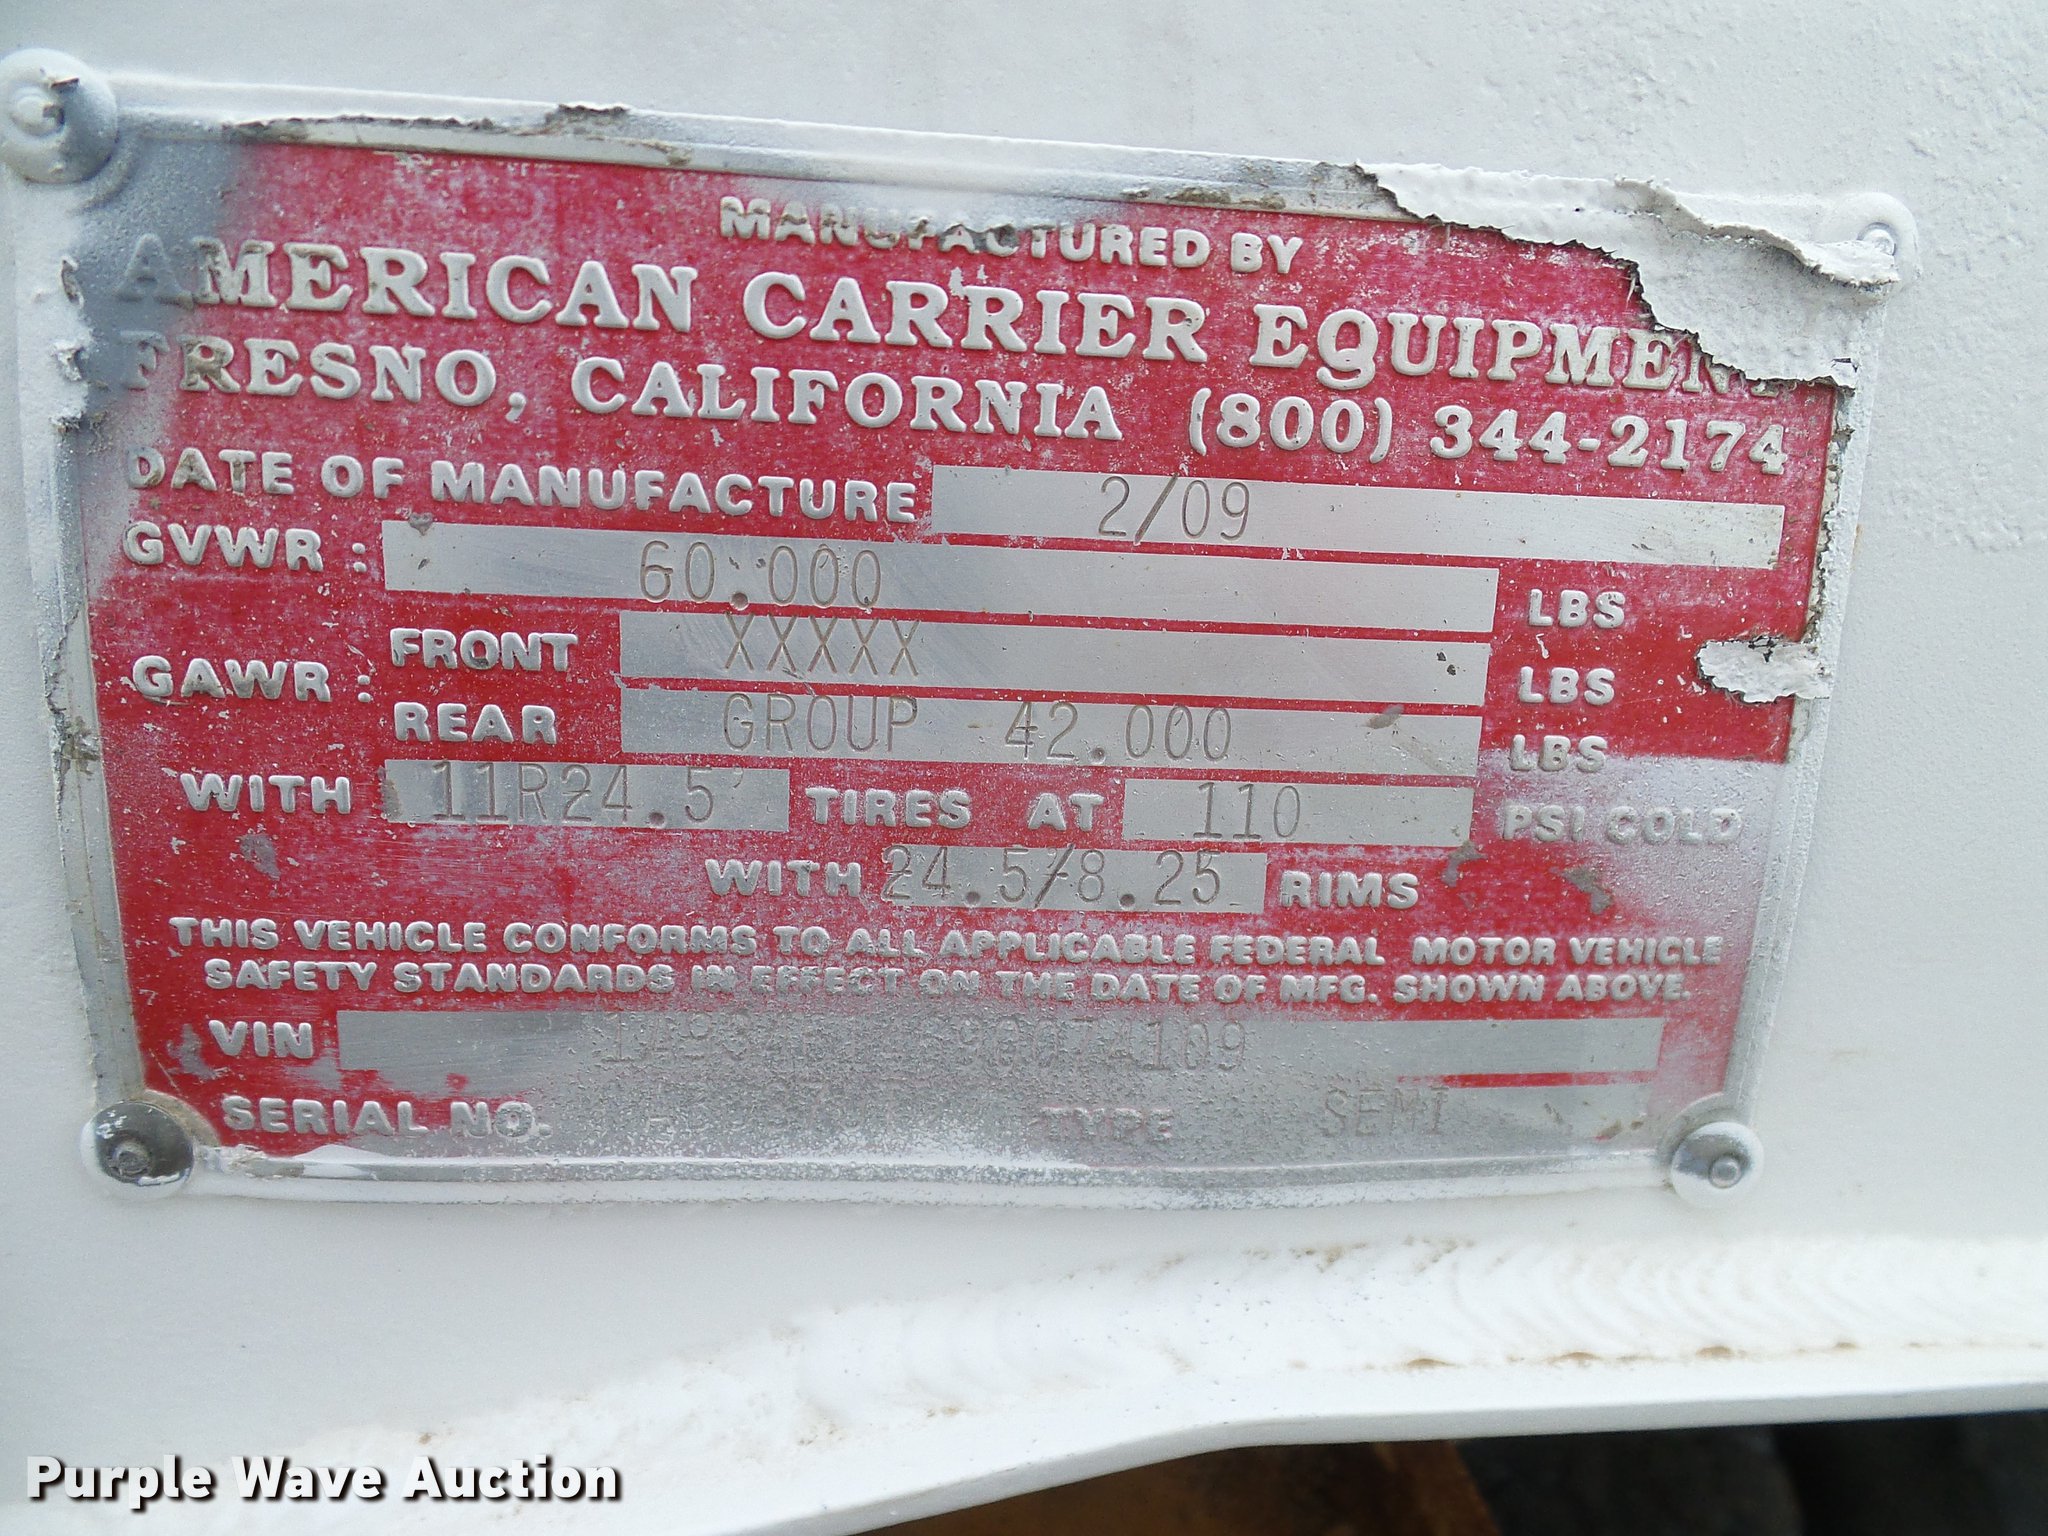 MANUFACTURED BY
AMERICAN CARRIER EQUIPMENT
FRESNO, CALIFORNIA (800) 344-2174
DATE OF MANUFACTURE 2/09
GVWR : 60.000 LBS
GAWR : FRONT XXXXX LBS
REAR GROUP 42.000 LBS
WITH 11R24.5 TIRES AT 110 PSI COLD
WITH 24.5/8.25 RIMS
THIS VEHICLE CONFORMS TO ALL APPLICABLE FEDERAL MOTOR VEHICLE
SAFETY STANDARDS IN EFFECT ON THE DATE OF MFG. SHOWN ABOVE.
VIN
SERIAL NO. TYPE SEMI
Purple Wave Auction